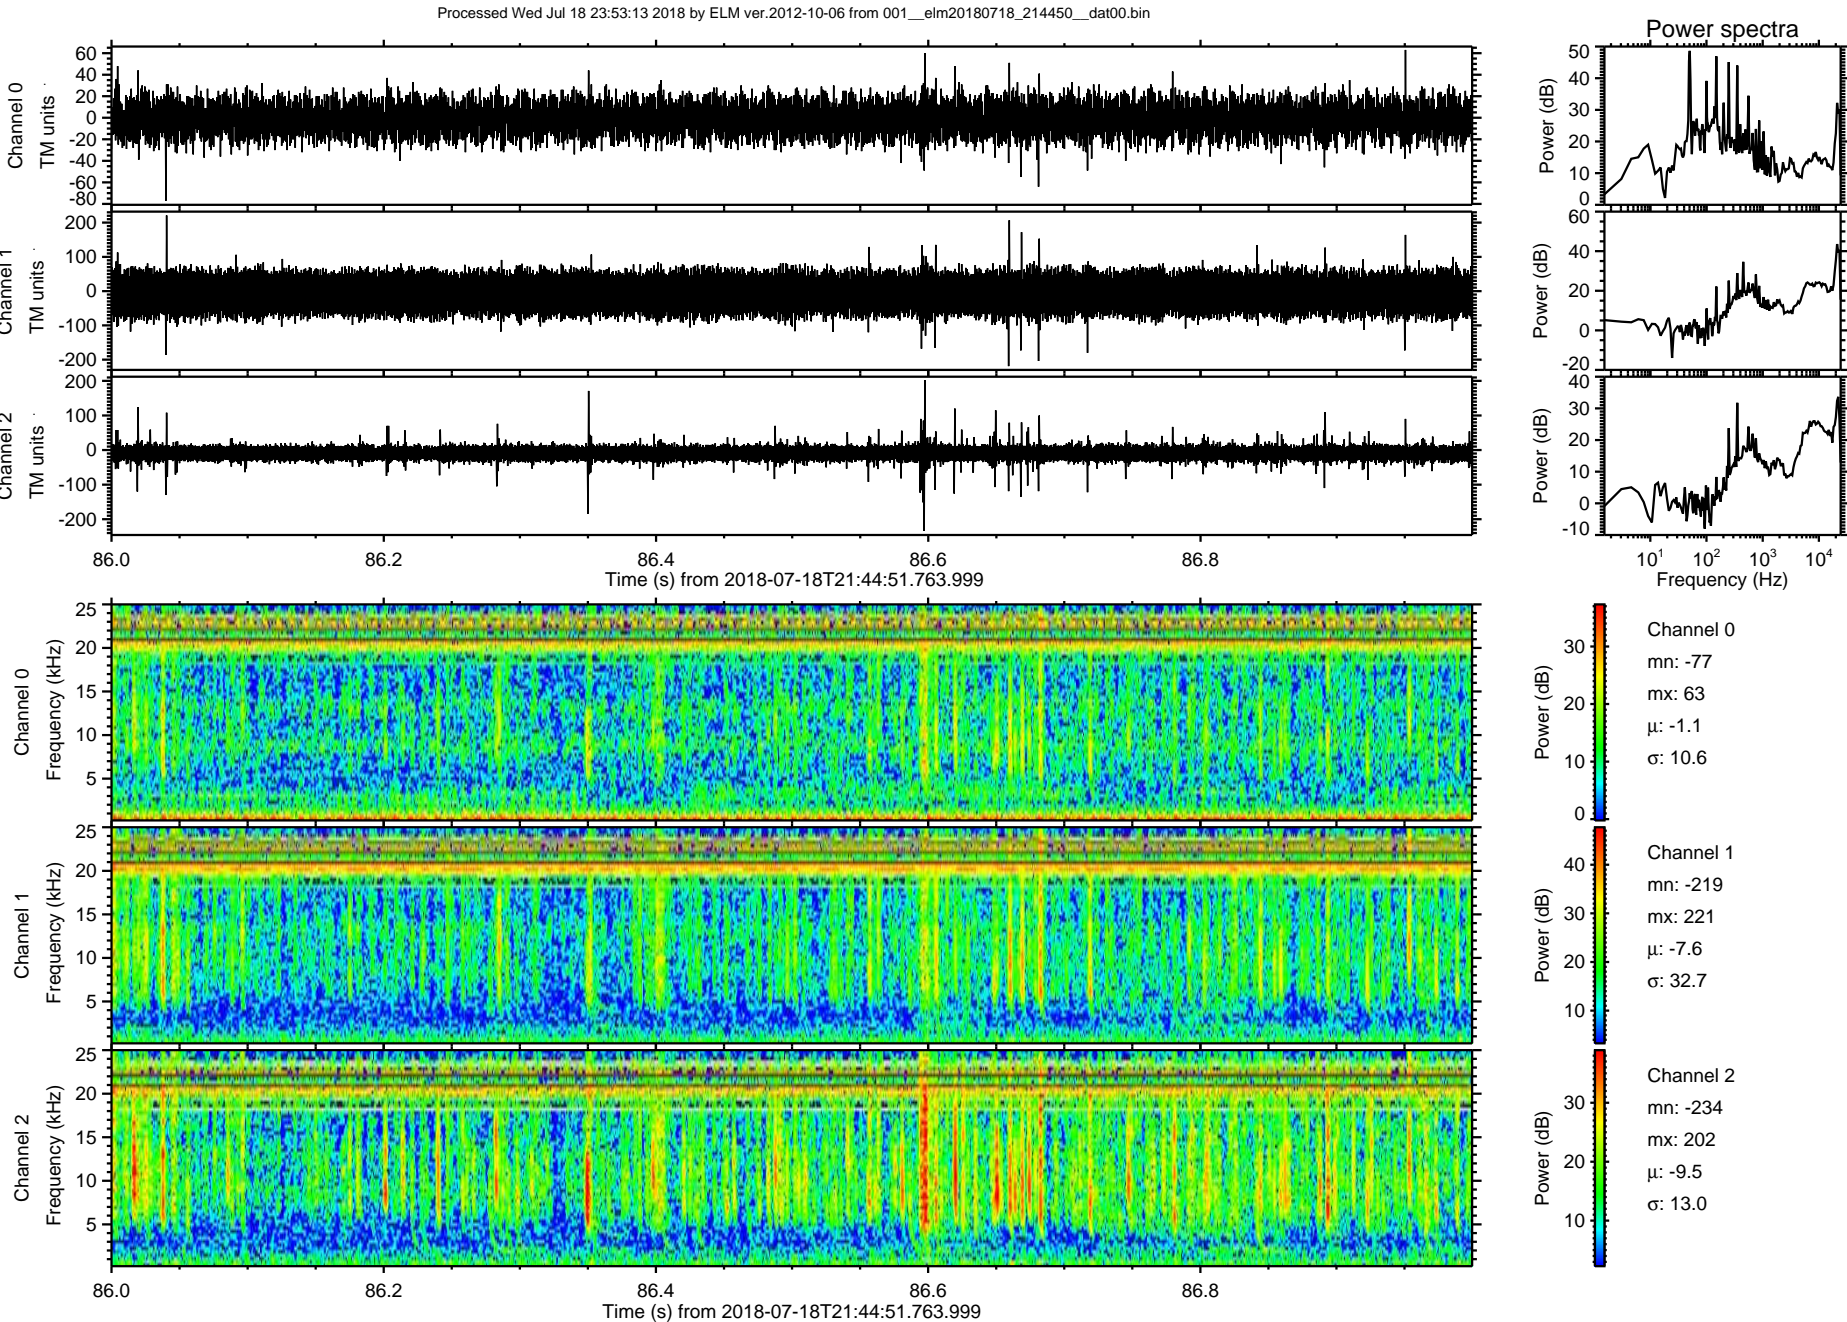 Processed Wed Jul 18 23:53:13 2018 by ELM ver.2012-10-06 from 001__elm20180718_214450__dat00.bin
Power spectra
Channel 0
TM units
60
40
20
0
-20
-40
-60
-80
Power (dB)
50
40
30
20
10
0
Channel 1
TM units
200
100
0
-100
-200
Power (dB)
60
40
20
0
-20
Channel 2
TM units
200
100
0
-100
-200
Power (dB)
40
30
20
10
0
-10
86.0 86.2 86.4 86.6 86.8
Time (s) from 2018-07-18T21:44:51.763.999
10¹ 10² 10³ 10⁴
Frequency (Hz)
Channel 0
Frequency (kHz)
25
20
15
10
5
Power (dB)
30
20
10
0
Channel 0
mn: -77
mx: 63
μ: -1.1
σ: 10.6
Channel 1
Frequency (kHz)
25
20
15
10
5
Power (dB)
40
30
20
10
Channel 1
mn: -219
mx: 221
μ: -7.6
σ: 32.7
Channel 2
Frequency (kHz)
25
20
15
10
5
Power (dB)
30
20
10
Channel 2
mn: -234
mx: 202
μ: -9.5
σ: 13.0
86.0 86.2 86.4 86.6 86.8
Time (s) from 2018-07-18T21:44:51.763.999